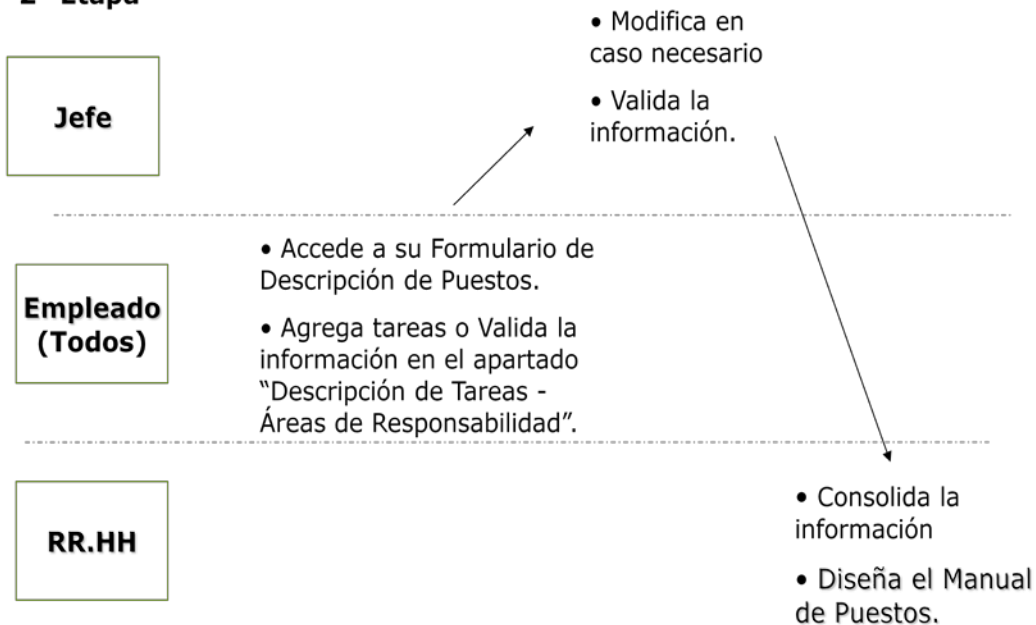 2ª Etapa
• Modifica en
caso necesario
• Valida la
información.
Jefe
• Accede a su Formulario de
Descripción de Puestos.
• Agrega tareas o Valida la
información en el apartado
“Descripción de Tareas -
Áreas de Responsabilidad”.
Empleado
(Todos)
RR.HH
• Consolida la
información
• Diseña el Manual
de Puestos.